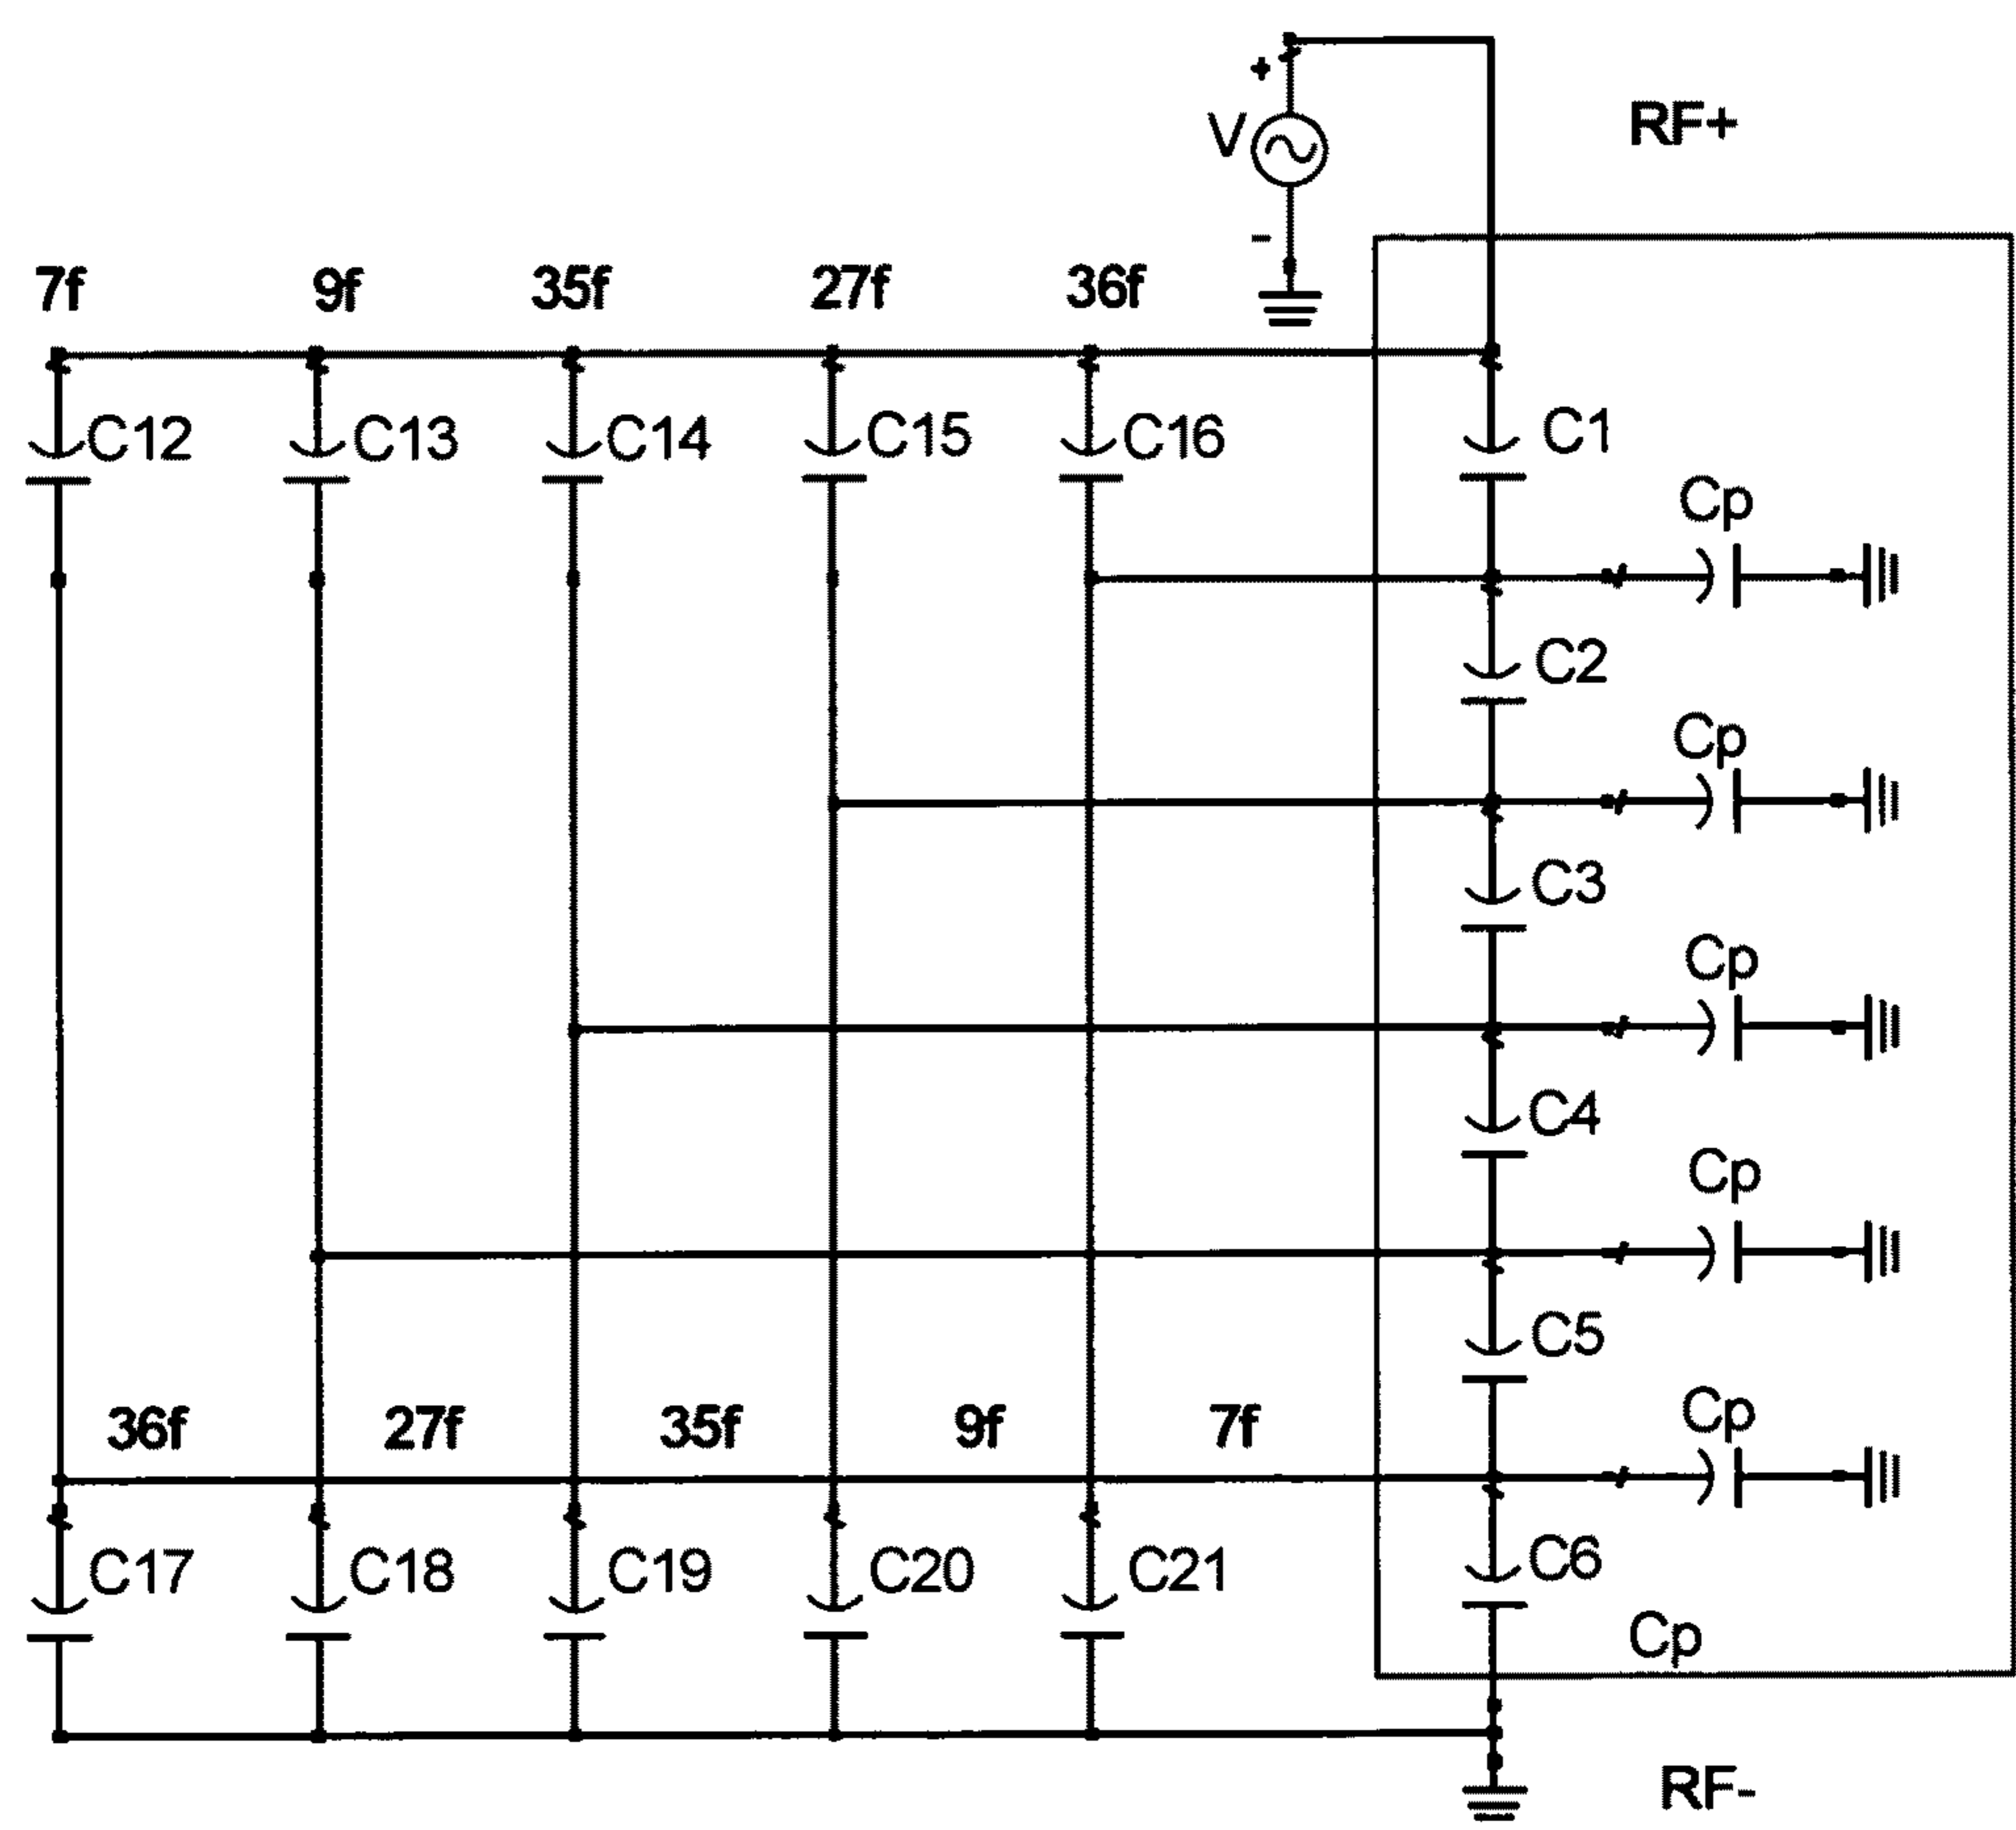 +
V
RF+
-
7f 9f 35f 27f 36f
C12 C13 C14 C15 C16 C1
Cp
C2
Cp
C3
Cp
C4
Cp
C5
Cp
36f 27f 35f 9f 7f
C17 C18 C19 C20 C21 C6
Cp
RF-